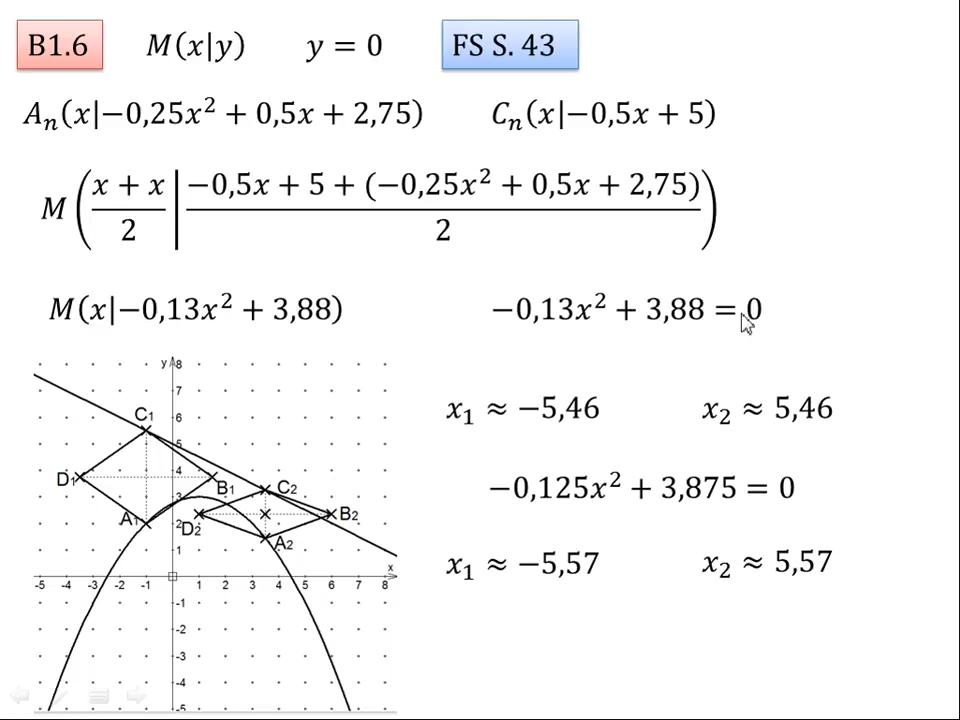 B1.6 M(x|y) y = 0 FS S. 43
Aₙ(x|−0,25x² + 0,5x + 2,75) Cₙ(x|−0,5x + 5)
M((x + x)/2 | (−0,5x + 5 + (−0,25x² + 0,5x + 2,75))/2)
M(x|−0,13x² + 3,88) −0,13x² + 3,88 = 0
x₁ ≈ −5,46 x₂ ≈ 5,46
−0,125x² + 3,875 = 0
x₁ ≈ −5,57 x₂ ≈ 5,57
y 8
7
C1 6
5
D1 4 B1
3 C2
A1 2 D2 B2
1 A2
x
-5 -4 -3 -2 -1 1 2 3 4 5 6 7 8
-1
-2
-3
-4
-5